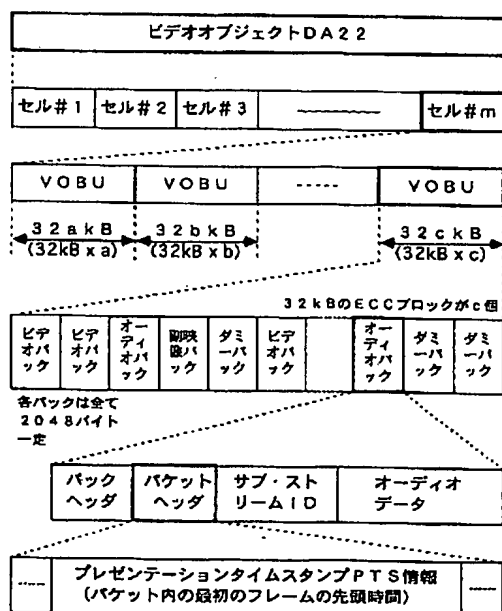 ビデオオブジェクトDA22
セル#1 セル#2 セル#3 セル#m
VOBU VOBU ----- VOBU
32akB 32bkB 32ckB
(32kB x a) (32kB x b) (32kB x c)
32kBのECCブロックがc個
ビデオパック ビデオパック オーディオパック 副映像パック ダミーパック ビデオパック オーディオパック ダミーパック ダミーパック
各パックは全て
2048バイト
一定
パックヘッダ パケットヘッダ サブ・ストリームID オーディオデータ
プレゼンテーションタイムスタンプPTS情報
(パケット内の最初のフレームの先頭時間)